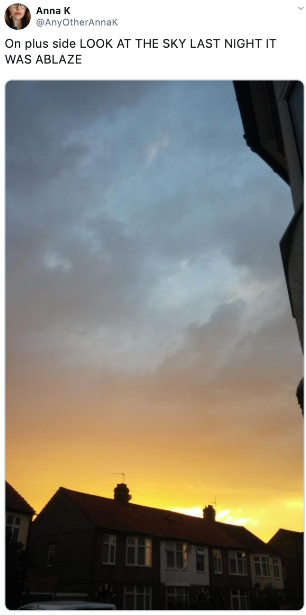 Anna K
@AnyOtherAnnaK
On plus side LOOK AT THE SKY LAST NIGHT IT
WAS ABLAZE